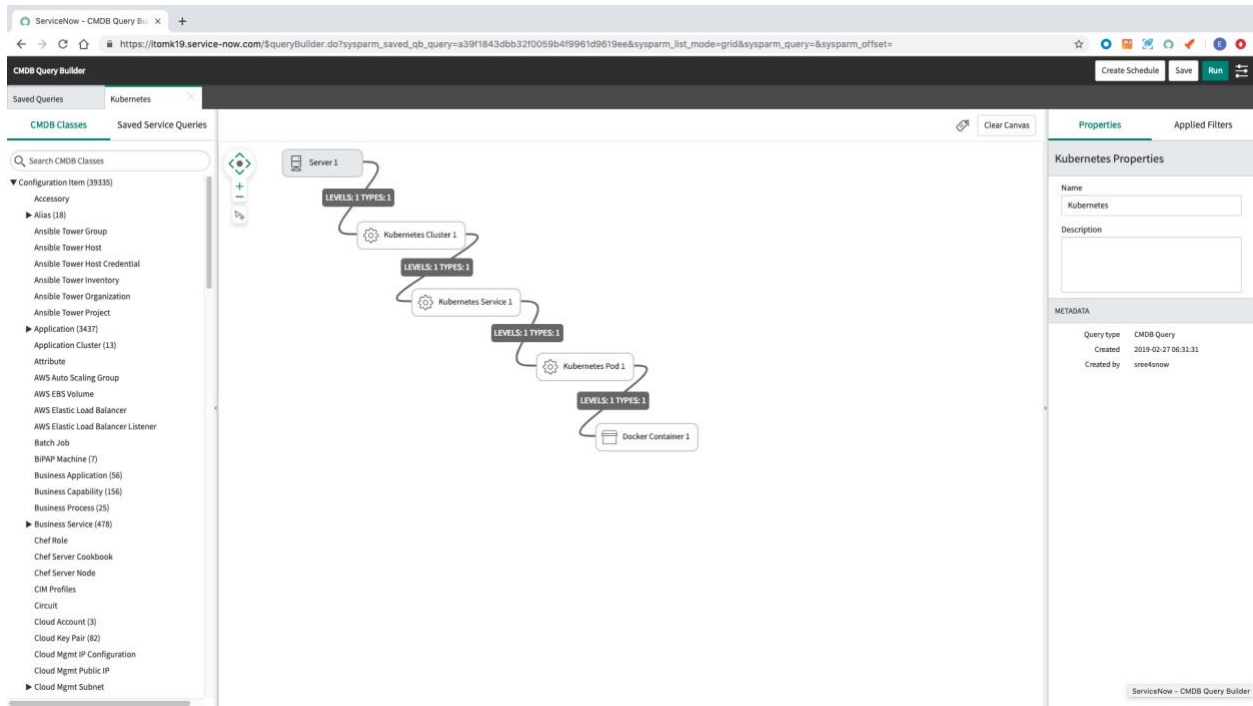 ServiceNow - CMDB Query Bui
https://itomk19.service-now.com/$queryBuilder.do?sysparm_saved_qb_query=a39f1843dbb32f0059b4f9961d9619ee&sysparm_list_mode=grid&sysparm_query=&sysparm_offset=
E
CMDB Query Builder
Create Schedule
Save
Run
Saved Queries
Kubernetes
CMDB Classes
Saved Service Queries
Clear Canvas
Properties
Applied Filters
Search CMDB Classes
Configuration Item (39335)
Accessory
Alias (18)
Ansible Tower Group
Ansible Tower Host
Ansible Tower Host Credential
Ansible Tower Inventory
Ansible Tower Organization
Ansible Tower Project
Application (3437)
Application Cluster (13)
Attribute
AWS Auto Scaling Group
AWS EBS Volume
AWS Elastic Load Balancer
AWS Elastic Load Balancer Listener
Batch Job
BiPAP Machine (7)
Business Application (56)
Business Capability (156)
Business Process (25)
Business Service (478)
Chef Role
Chef Server Cookbook
Chef Server Node
CIM Profiles
Circuit
Cloud Account (3)
Cloud Key Pair (82)
Cloud Mgmt IP Configuration
Cloud Mgmt Public IP
Cloud Mgmt Subnet
Server 1
LEVELS: 1 TYPES: 1
Kubernetes Cluster 1
LEVELS: 1 TYPES: 1
Kubernetes Service 1
LEVELS: 1 TYPES: 1
Kubernetes Pod 1
LEVELS: 1 TYPES: 1
Docker Container 1
Kubernetes Properties
Name
Kubernetes
Description
METADATA
Query type CMDB Query
Created 2019-02-27 06:31:31
Created by sree4snow
ServiceNow - CMDB Query Builder